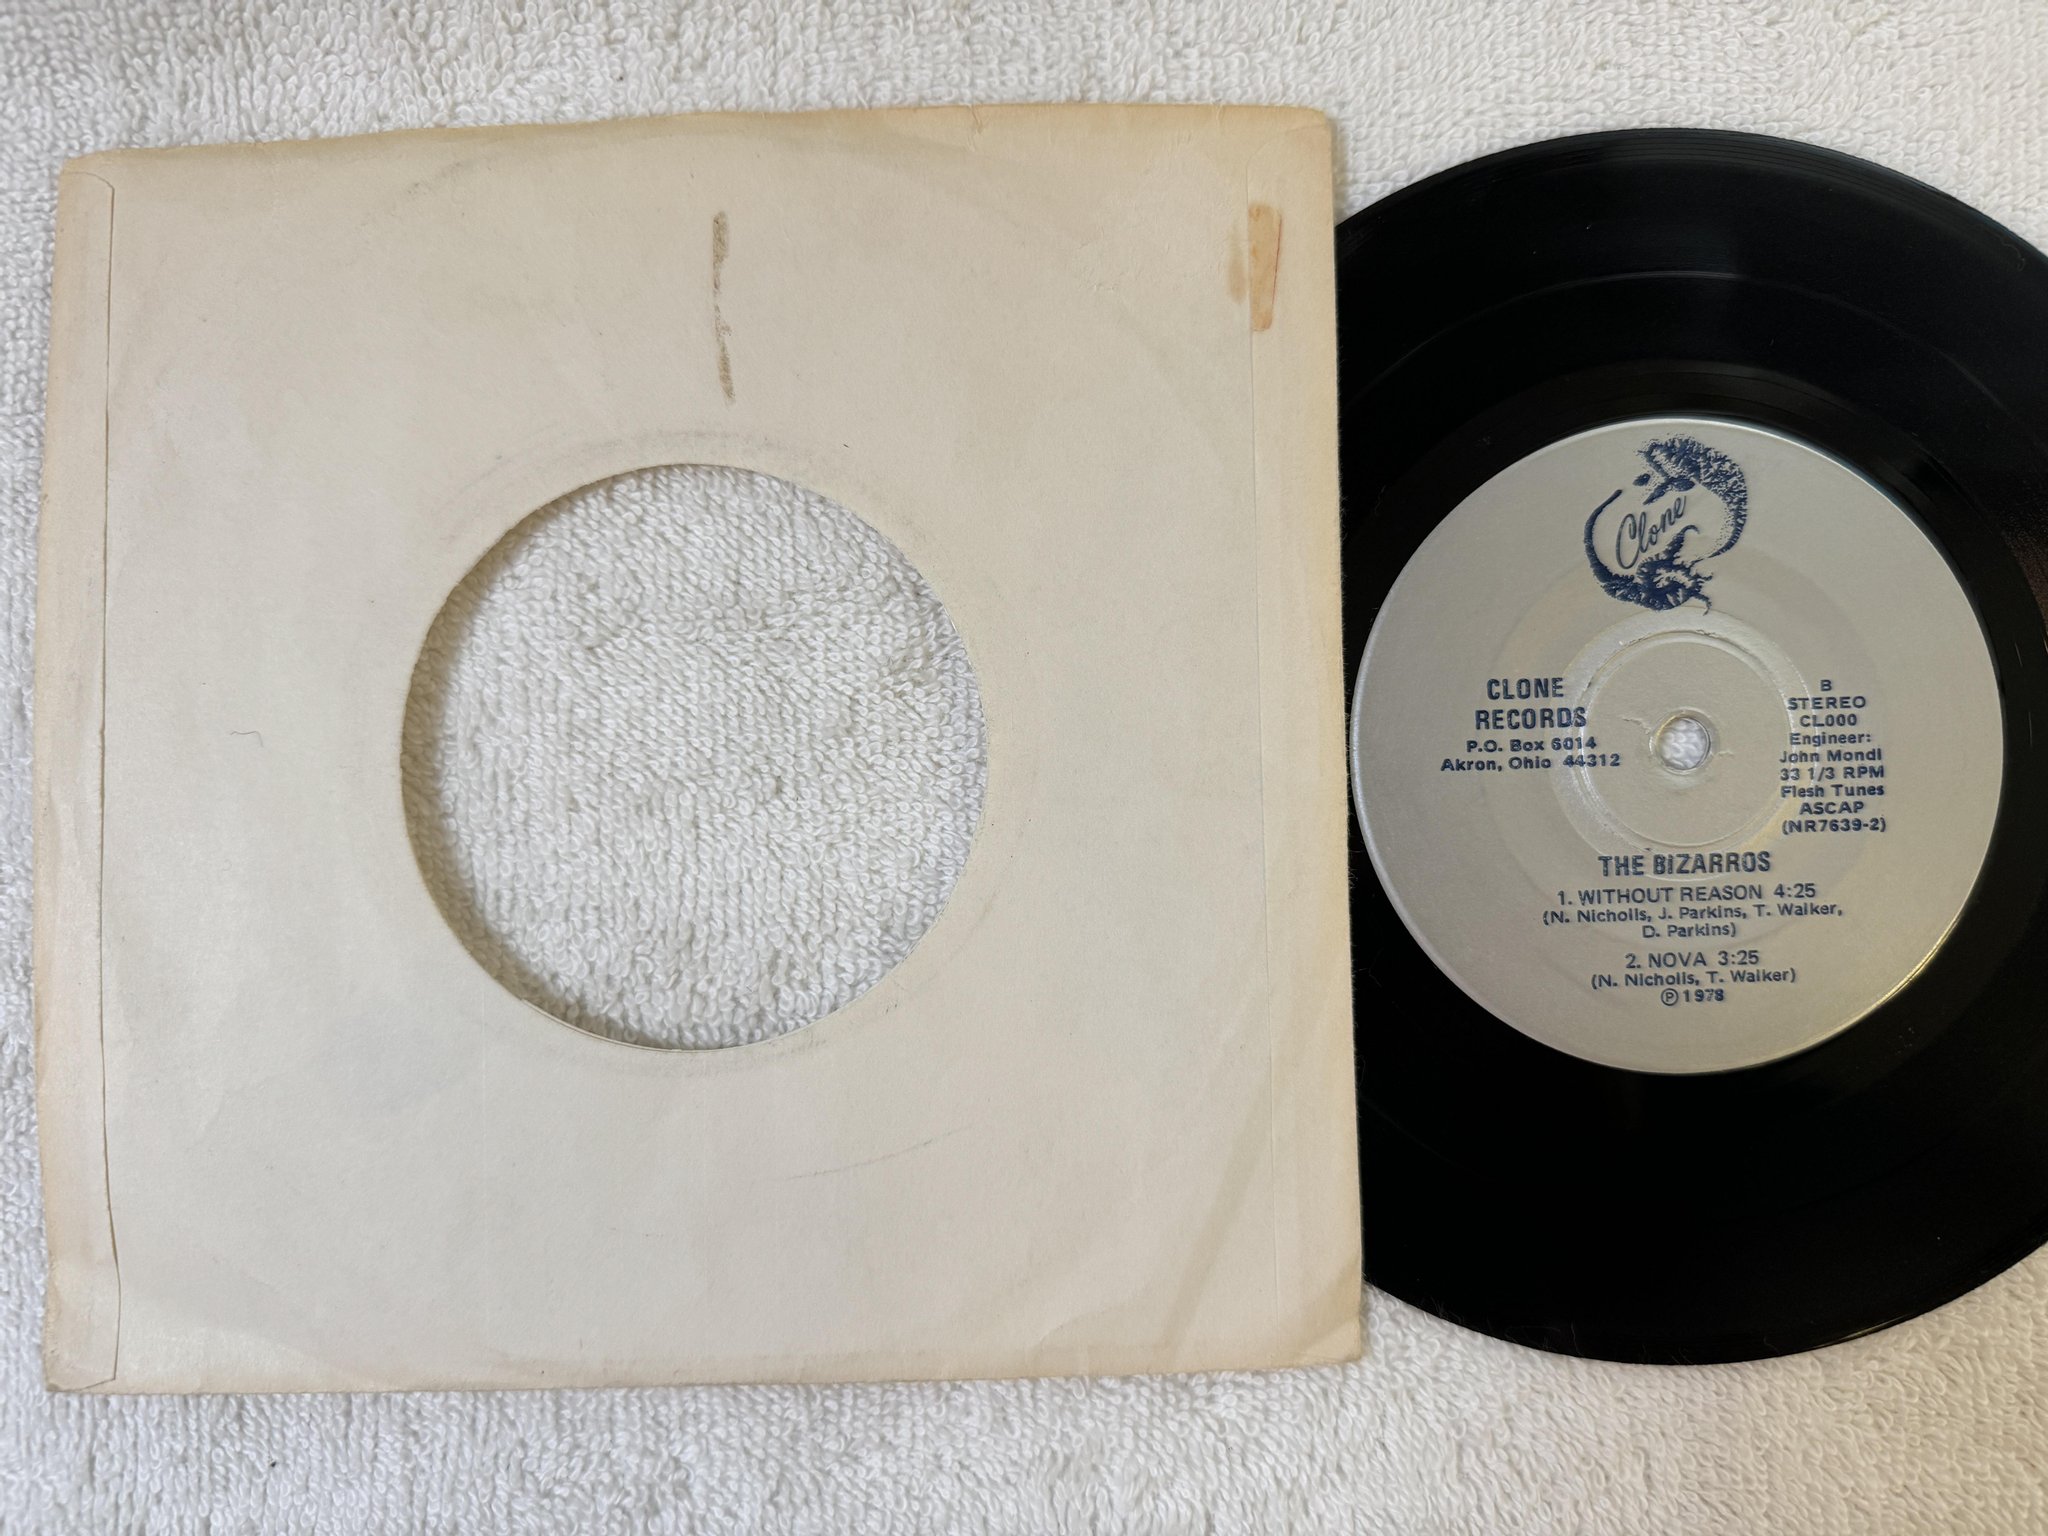 Clone
CLONE
RECORDS
P.O. Box 6014
Akron, Ohio 44312
B
STEREO
CL000
Engineer:
John Mondl
33 1/3 RPM
Flesh Tunes
ASCAP
(NR7639-2)
THE BIZARROS
1. WITHOUT REASON 4:25
(N. Nicholls, J. Parkins, T. Walker,
D. Parkins)
2. NOVA 3:25
(N. Nicholls, T. Walker)
Ⓟ1978